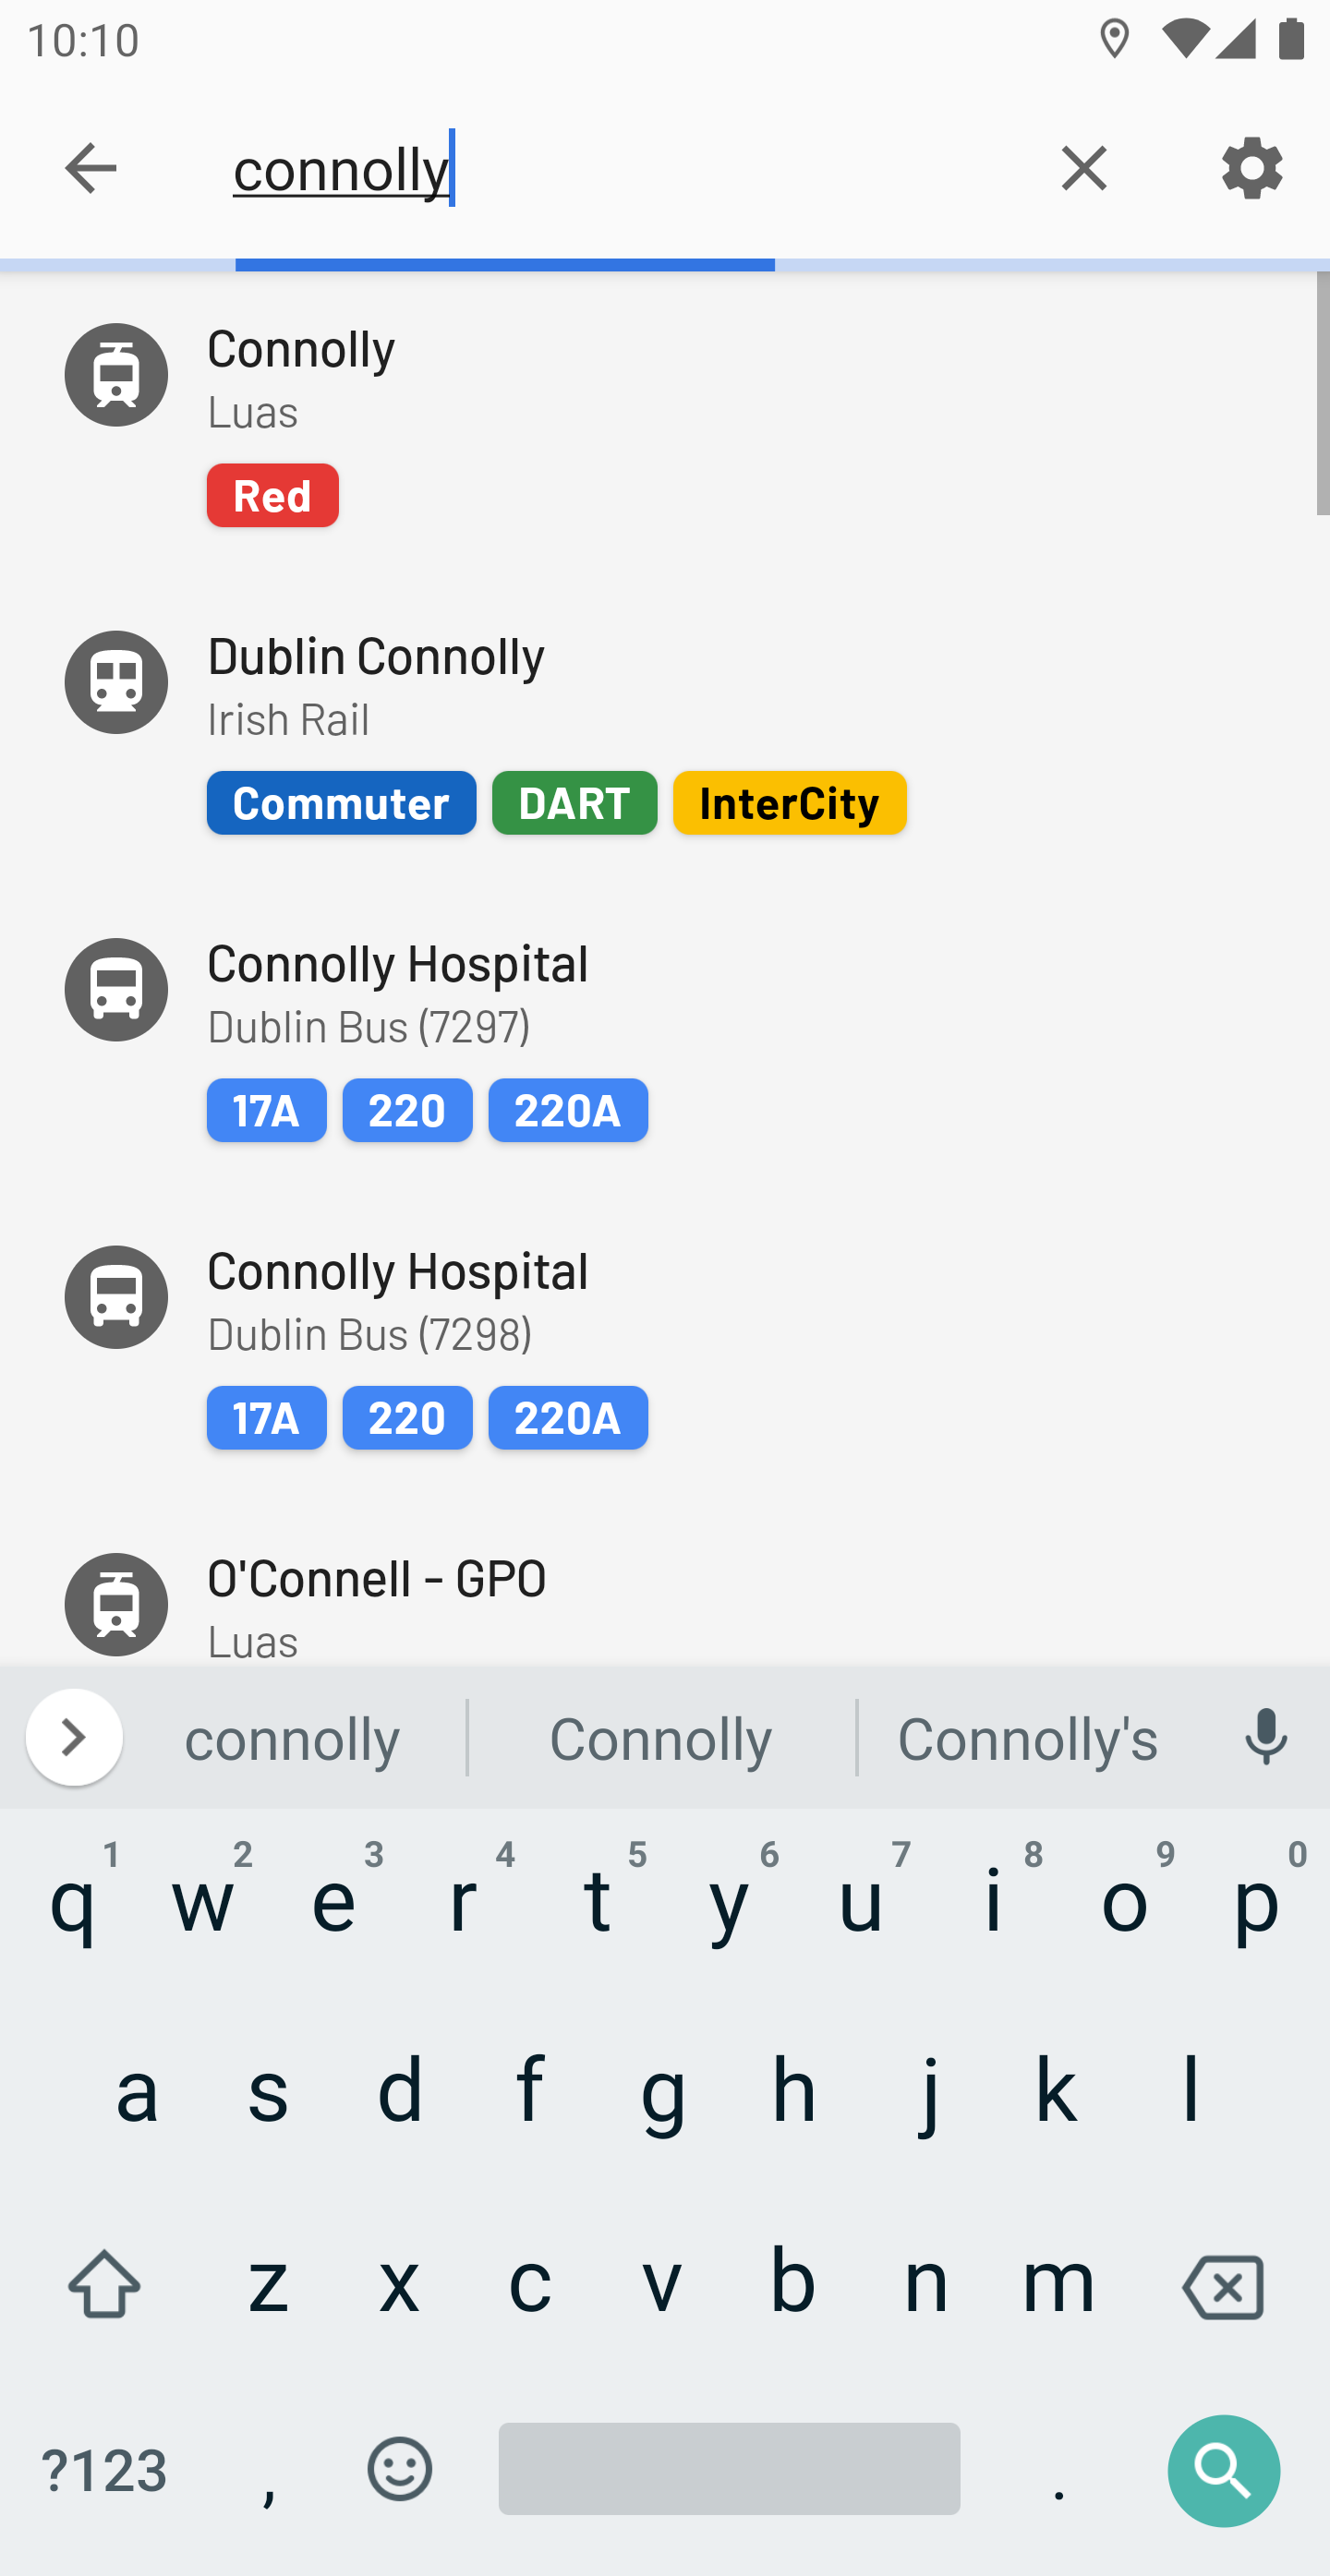 10:10
connolly
Connolly
Luas
Red
Dublin Connolly
Irish Rail
Commuter DART InterCity
Connolly Hospital
Dublin Bus (7297)
17A 220 220A
Connolly Hospital
Dublin Bus (7298)
17A 220 220A
O'Connell - GPO
Luas
connolly Connolly Connolly's
1 2 3 4 5 6 7 8 9 0
q w e r t y u i o p
a s d f g h j k l
z x c v b n m
?123 , .